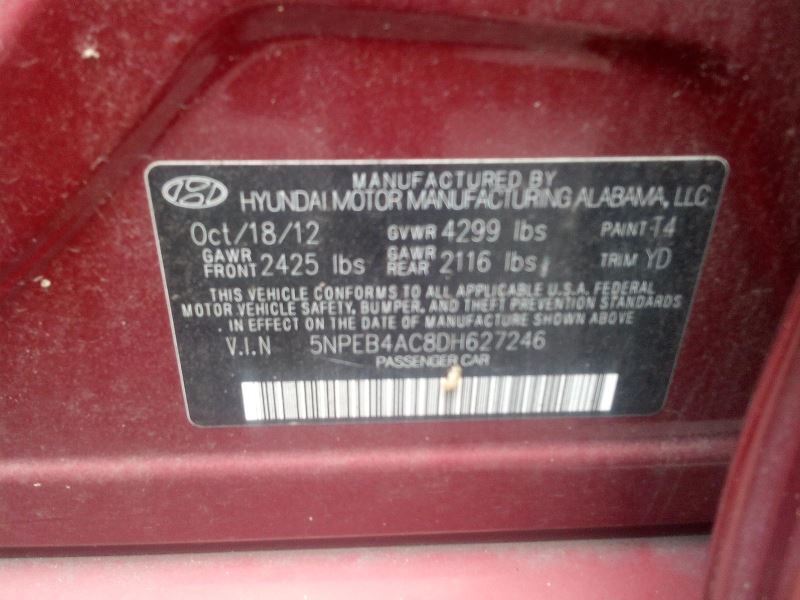 MANUFACTURED BY
HYUNDAI MOTOR MANUFACTURING ALABAMA, LLC
Oct/18/12 GVWR 4299 lbs PAINT T4
GAWR FRONT 2425 lbs GAWR REAR 2116 lbs TRIM YD
THIS VEHICLE CONFORMS TO ALL APPLICABLE U.S.A. FEDERAL
MOTOR VEHICLE SAFETY, BUMPER, AND THEFT PREVENTION STANDARDS
IN EFFECT ON THE DATE OF MANUFACTURE SHOWN ABOVE.
V.I.N 5NPEB4AC8DH627246
PASSENGER CAR